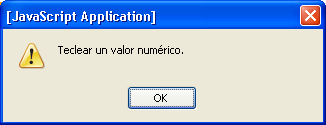 [JavaScript Application]
Teclear un valor numérico.
OK